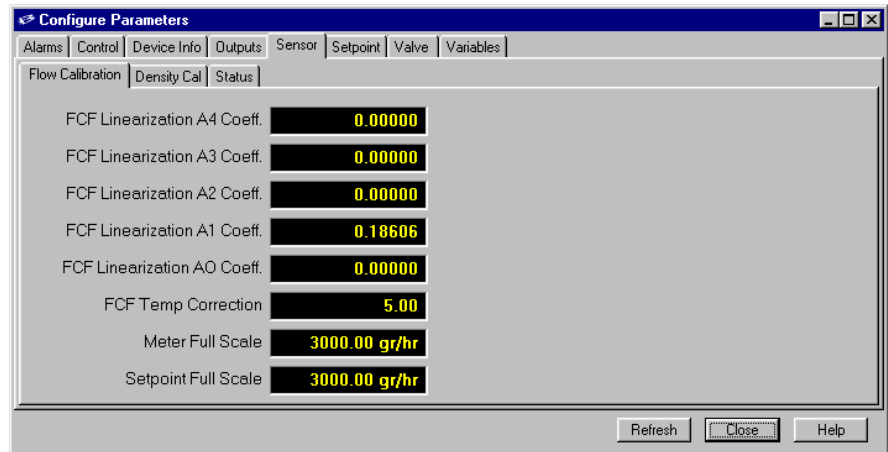 Configure Parameters
Alarms Control Device Info Outputs Sensor Setpoint Valve Variables
Flow Calibration Density Cal Status
FCF Linearization A4 Coeff. 0.00000
FCF Linearization A3 Coeff. 0.00000
FCF Linearization A2 Coeff. 0.00000
FCF Linearization A1 Coeff. 0.18606
FCF Linearization AO Coeff. 0.00000
FCF Temp Correction 5.00
Meter Full Scale 3000.00 gr/hr
Setpoint Full Scale 3000.00 gr/hr
Refresh Close Help